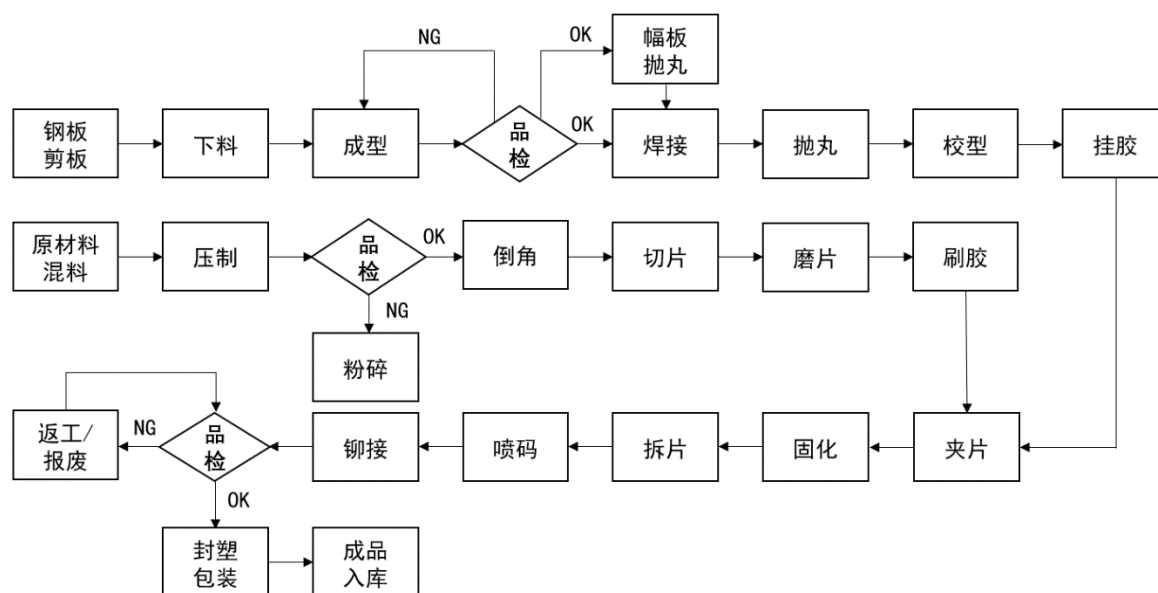 NG
OK
幅板
抛丸
钢板
剪板
下料
成型
品
检
OK
焊接
抛丸
校型
挂胶
原材料
混料
压制
品
检
OK
倒角
切片
磨片
刷胶
NG
粉碎
返工/
报废
NG
品
检
铆接
喷码
拆片
固化
夹片
OK
封塑
包装
成品
入库